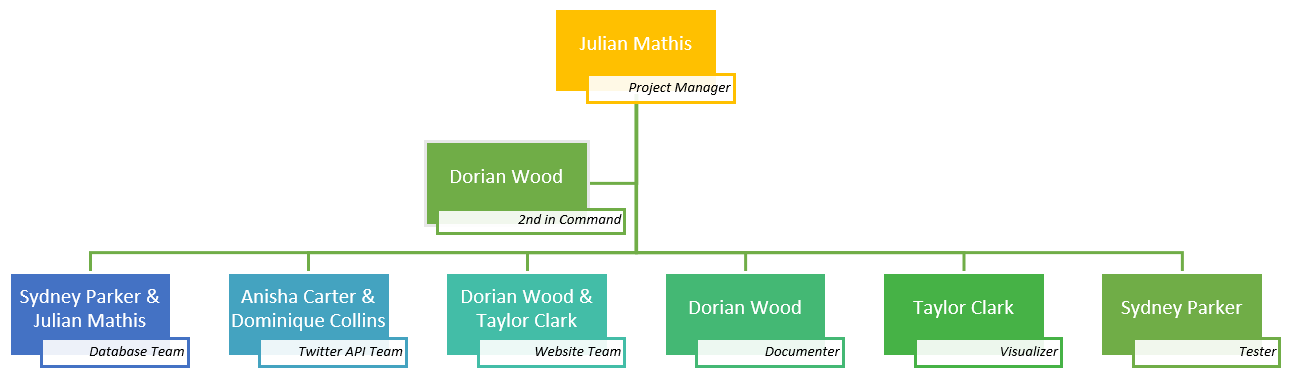 Julian Mathis
Project Manager
Dorian Wood
2nd in Command
Sydney Parker &
Julian Mathis
Database Team
Anisha Carter &
Dominique Collins
Twitter API Team
Dorian Wood &
Taylor Clark
Website Team
Dorian Wood
Documenter
Taylor Clark
Visualizer
Sydney Parker
Tester